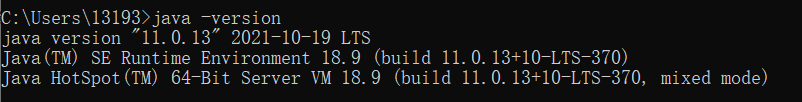 C:\Users\13193>java -version
java version "11.0.13" 2021-10-19 LTS
Java(TM) SE Runtime Environment 18.9 (build 11.0.13+10-LTS-370)
Java HotSpot(TM) 64-Bit Server VM 18.9 (build 11.0.13+10-LTS-370, mixed mode)